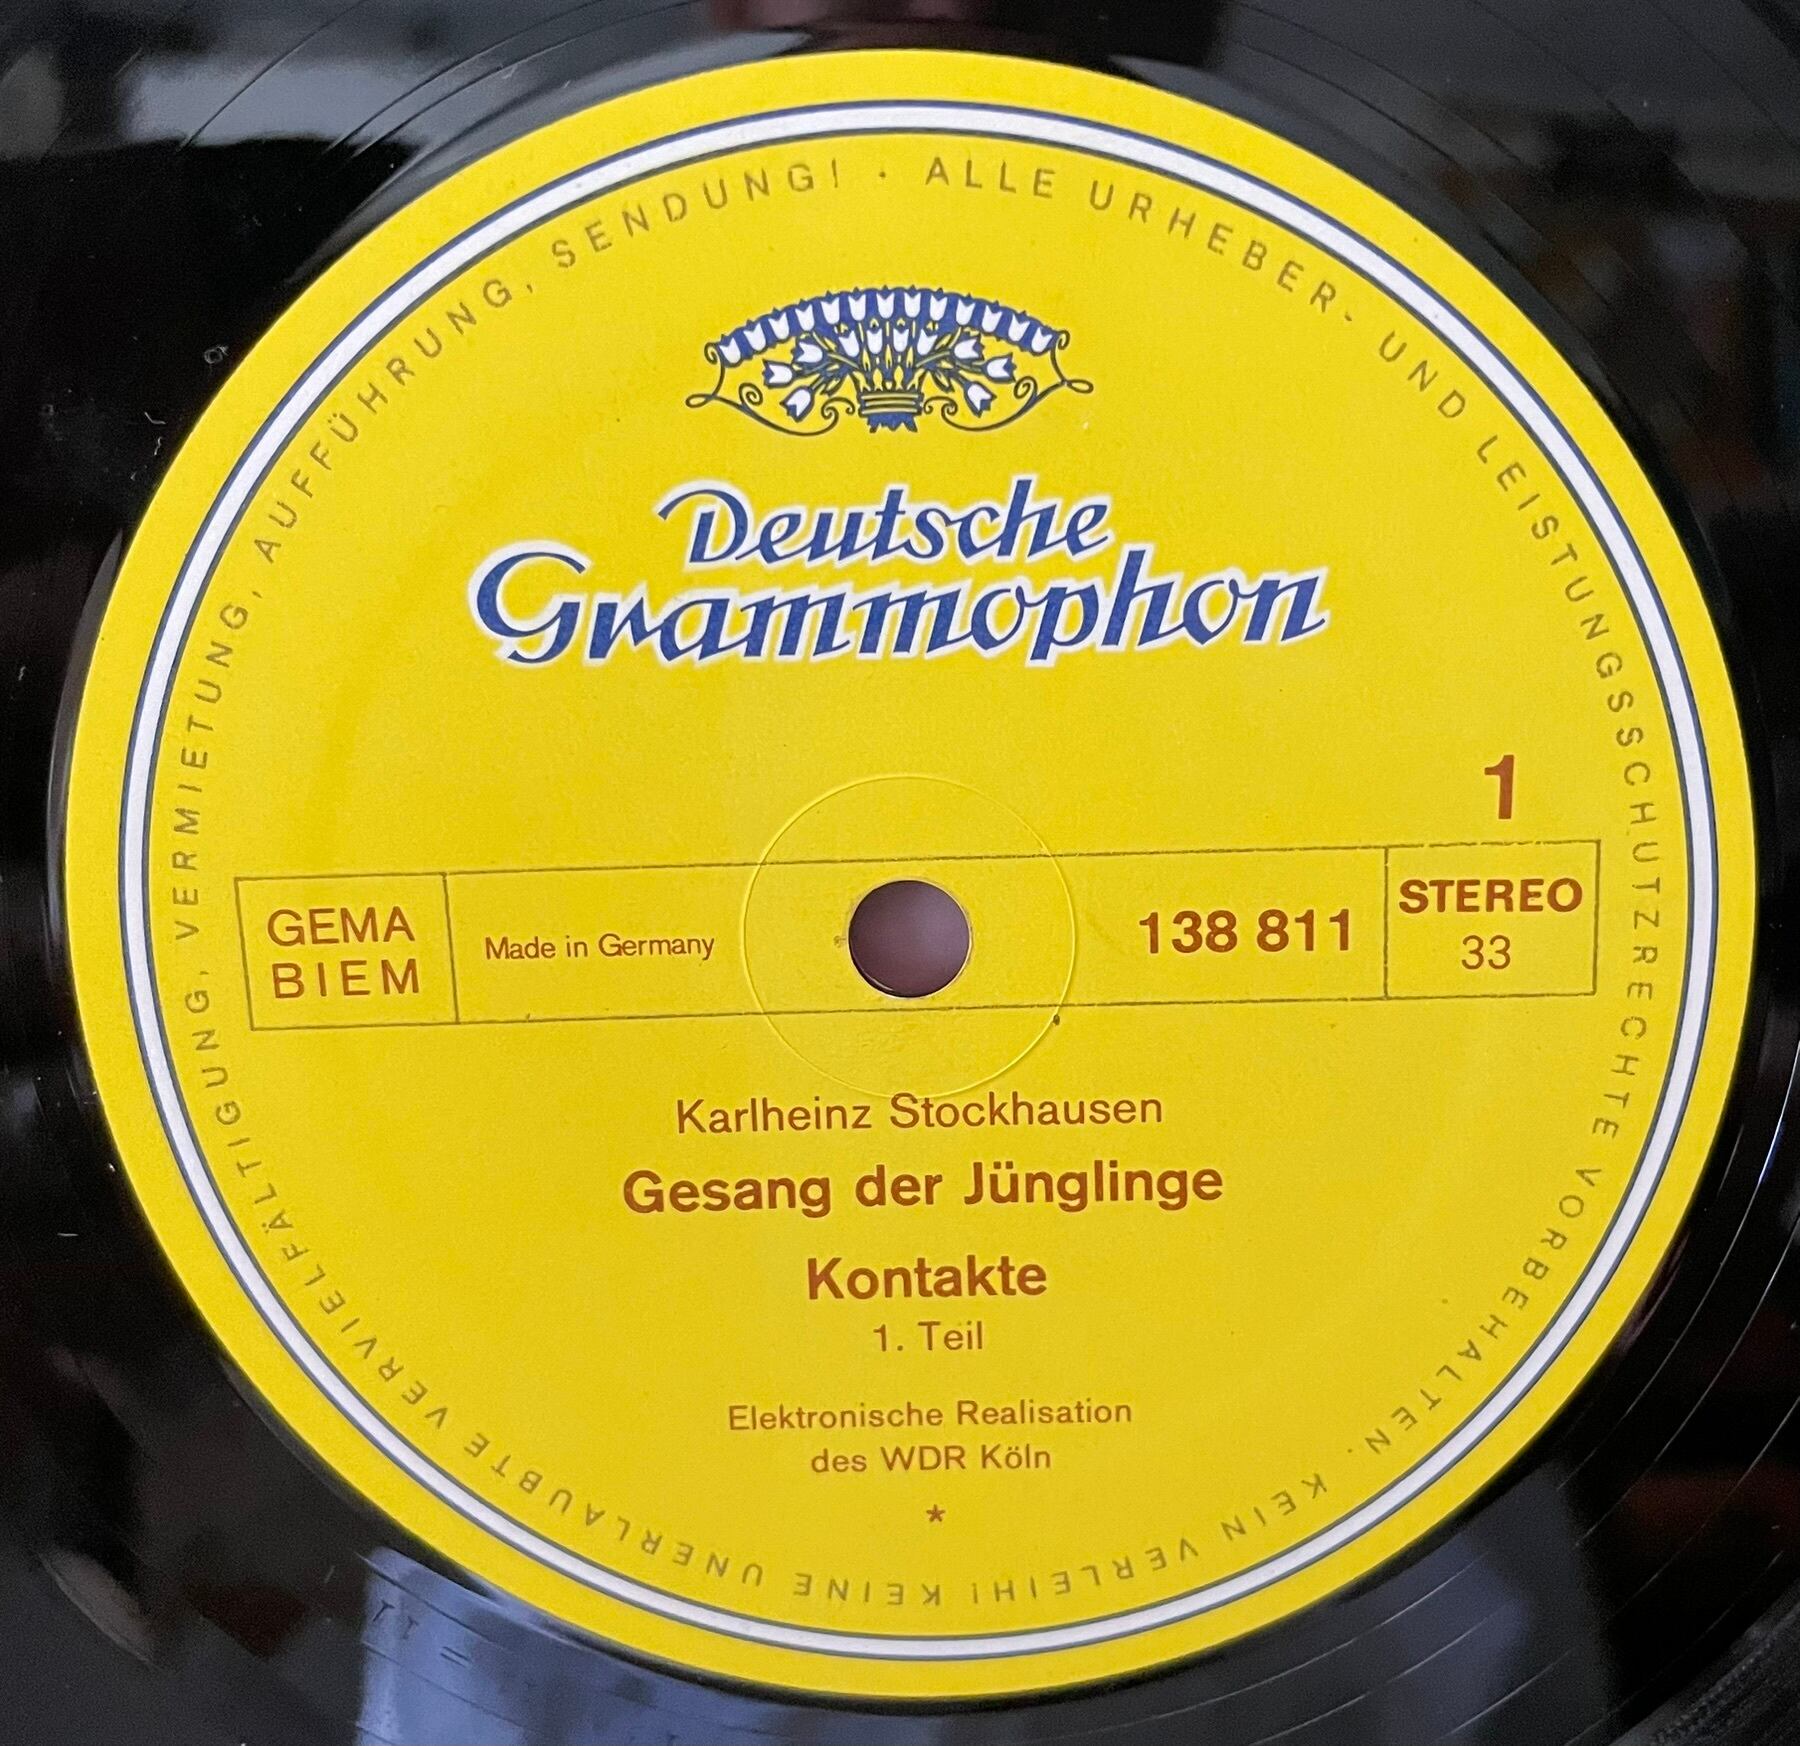 ALLE URHEBER- UND LEISTUNGSSCHUTZRECHTE VORBEHALTEN. KEIN VERLEIH! KEINE UNERLAUBTE VERVIELFÄLTIGUNG, VERMIETUNG, AUFFÜHRUNG, SENDUNG! ·
Deutsche
Grammophon
1
GEMA
BIEM
Made in Germany
138 811
STEREO
33
Karlheinz Stockhausen
Gesang der Jünglinge
Kontakte
1. Teil
Elektronische Realisation
des WDR Köln
*